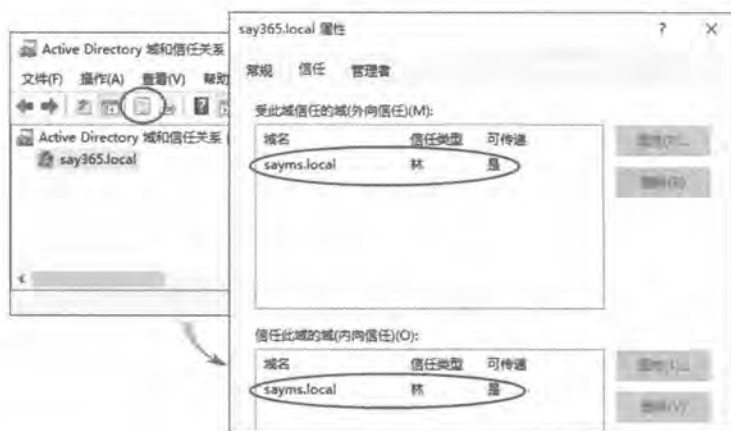 Active Directory 域和信任关系
文件(F) 操作(A) 查看(V) 帮助
Active Directory 域和信任关系 (
say365.local
say365.local 属性
? ×
常规 信任 管理者
受此域信任的域(外向信任)(M):
域名 信任类型 可传递
sayms.local 林 是
信任此域的域(内向信任)(O):
域名 信任类型 可传递
sayms.local 林 是